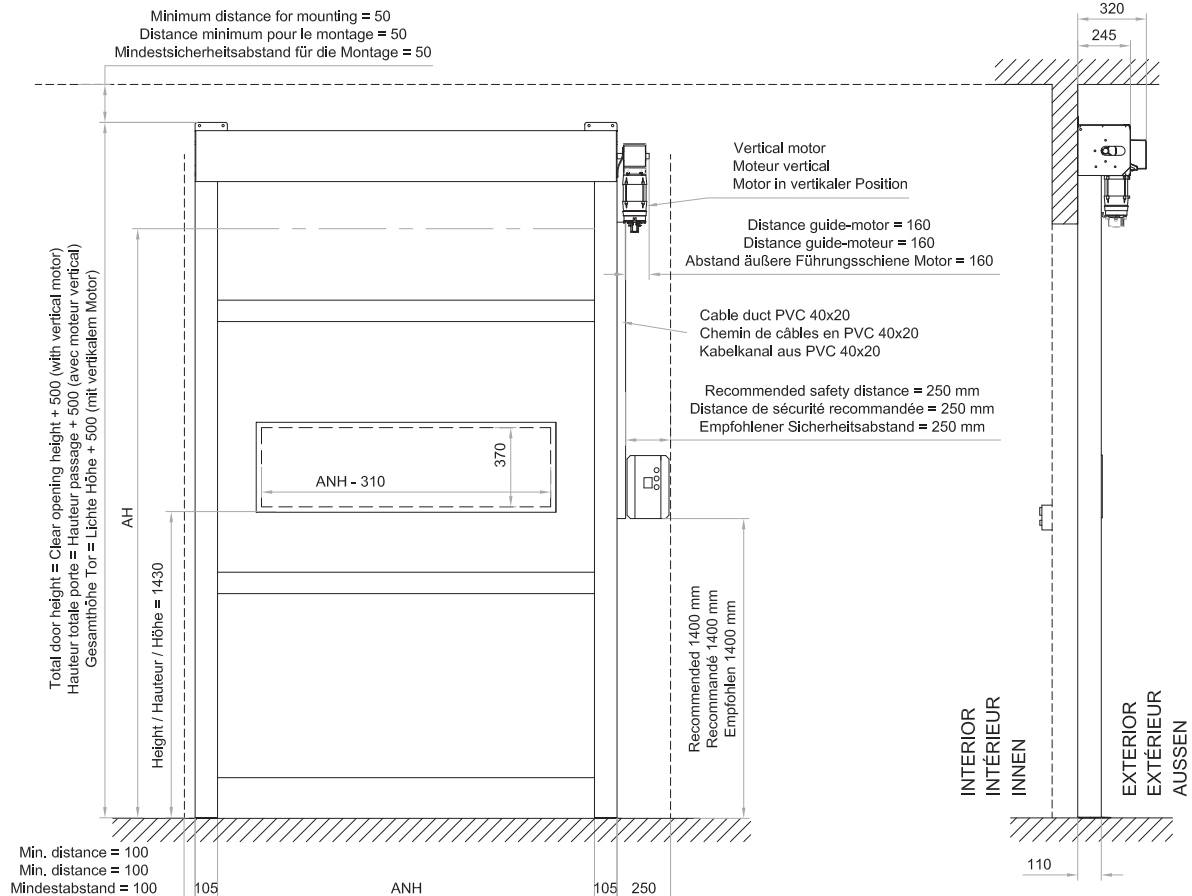 Minimum distance for mounting = 50
Distance minimum pour le montage = 50
Mindestsicherheitsabstand für die Montage = 50
320
245
Vertical motor
Moteur vertical
Motor in vertikaler Position
Distance guide-motor = 160
Distance guide-moteur = 160
Abstand äußere Führungsschiene Motor = 160
Cable duct PVC 40x20
Chemin de câbles en PVC 40x20
Kabelkanal aus PVC 40x20
Recommended safety distance = 250 mm
Distance de sécurité recommandée = 250 mm
Empfohlener Sicherheitsabstand = 250 mm
Total door height = Clear opening height + 500 (with vertical motor)
Hauteur totale porte = Hauteur passage + 500 (avec moteur vertical)
Gesamthöhe Tor = Lichte Höhe + 500 (mit vertikalem Motor)
AH
Height / Hauteur / Höhe = 1430
370
ANH - 310
Recommended 1400 mm
Recommandé 1400 mm
Empfohlen 1400 mm
INTERIOR
INTÉRIEUR
INNEN
EXTERIOR
EXTÉRIEUR
AUSSEN
Min. distance = 100
Min. distance = 100
Mindestabstand = 100
105
ANH
105
250
110